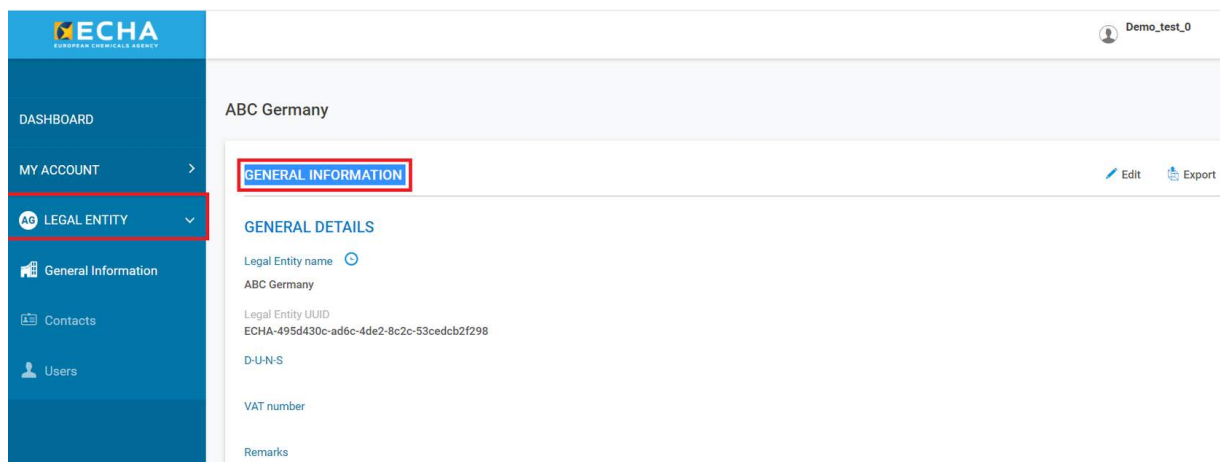 ECHA
EUROPEAN CHEMICALS AGENCY
Demo_test_0
DASHBOARD
MY ACCOUNT
AG LEGAL ENTITY
General Information
Contacts
Users
ABC Germany
GENERAL INFORMATION
Edit Export
GENERAL DETAILS
Legal Entity name
ABC Germany
Legal Entity UUID
ECHA-495d430c-ad6c-4de2-8c2c-53cedcb2f298
D-U-N-S
VAT number
Remarks